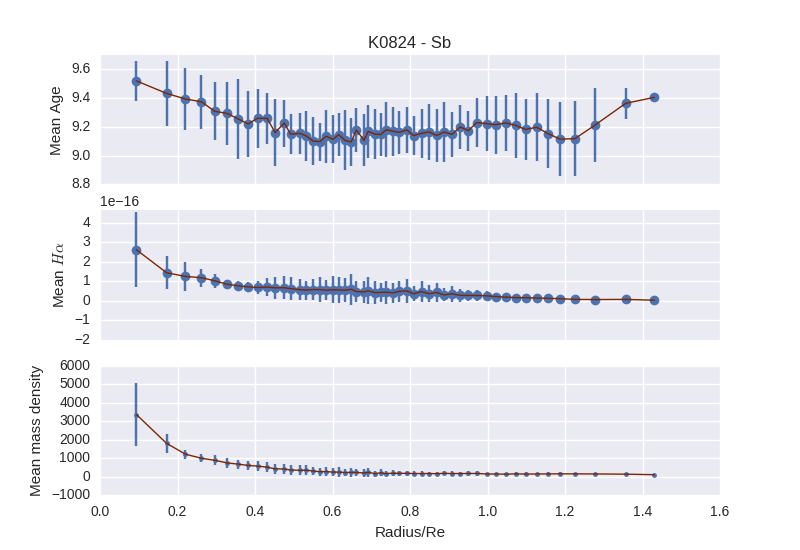 K0824 - Sb
9.6
9.4
9.2
9.0
8.8
Mean Age
1e−16
4
3
2
1
0
−1
−2
Mean Hα
6000
5000
4000
3000
2000
1000
0
−1000
Mean mass density
0.0 0.2 0.4 0.6 0.8 1.0 1.2 1.4 1.6
Radius/Re